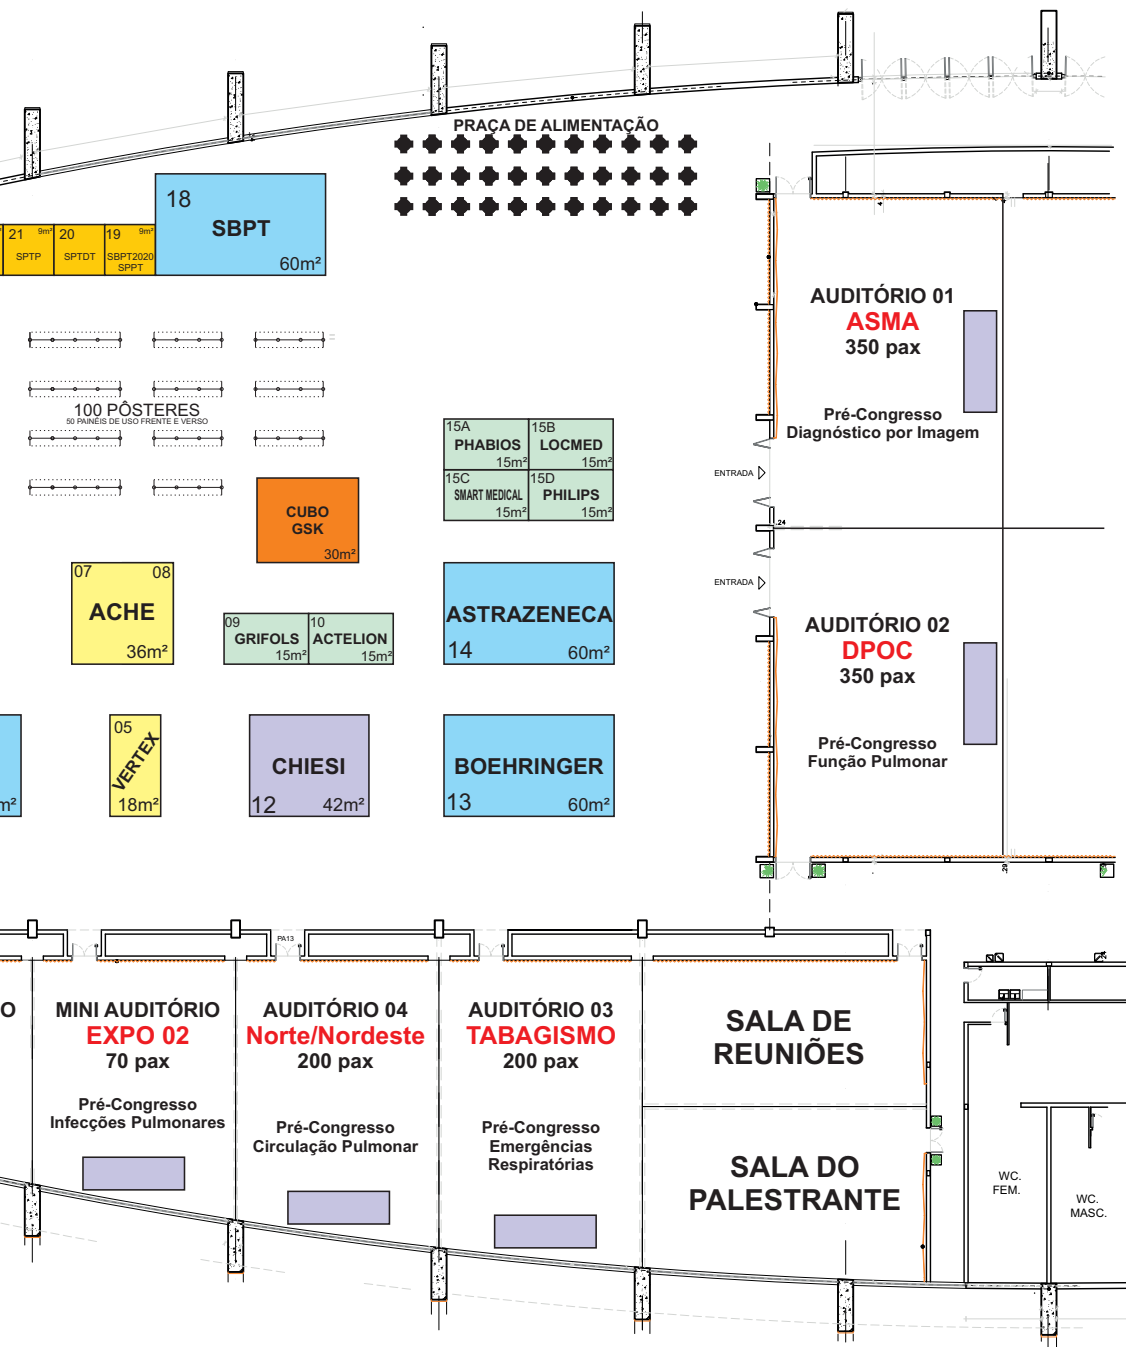 PRAÇA DE ALIMENTAÇÃO
18
SBPT
60m²
21 9m²
SPTP
20
SPTDT
19 9m²
SBPT2020
SPPT
100 PÔSTERES
50 PAINÉIS DE USO FRENTE E VERSO
AUDITÓRIO 01
ASMA
350 pax
Pré-Congresso
Diagnóstico por Imagem
ENTRADA
15A
PHABIOS
15m²
15B
LOCMED
15m²
15C
SMART MEDICAL
15m²
15D
PHILIPS
15m²
CUBO
GSK
30m²
.24
ENTRADA
07 08
ACHE
36m²
09
GRIFOLS
15m²
10
ACTELION
15m²
ASTRAZENECA
14 60m²
AUDITÓRIO 02
DPOC
350 pax
Pré-Congresso
Função Pulmonar
m²
05
VERTEX
18m²
CHIESI
12 42m²
BOEHRINGER
13 60m²
.29
PA13
O
MINI AUDITÓRIO
EXPO 02
70 pax
Pré-Congresso
Infecções Pulmonares
AUDITÓRIO 04
Norte/Nordeste
200 pax
Pré-Congresso
Circulação Pulmonar
AUDITÓRIO 03
TABAGISMO
200 pax
Pré-Congresso
Emergências
Respiratórias
SALA DE
REUNIÕES
SALA DO
PALESTRANTE
WC.
FEM.
WC.
MASC.